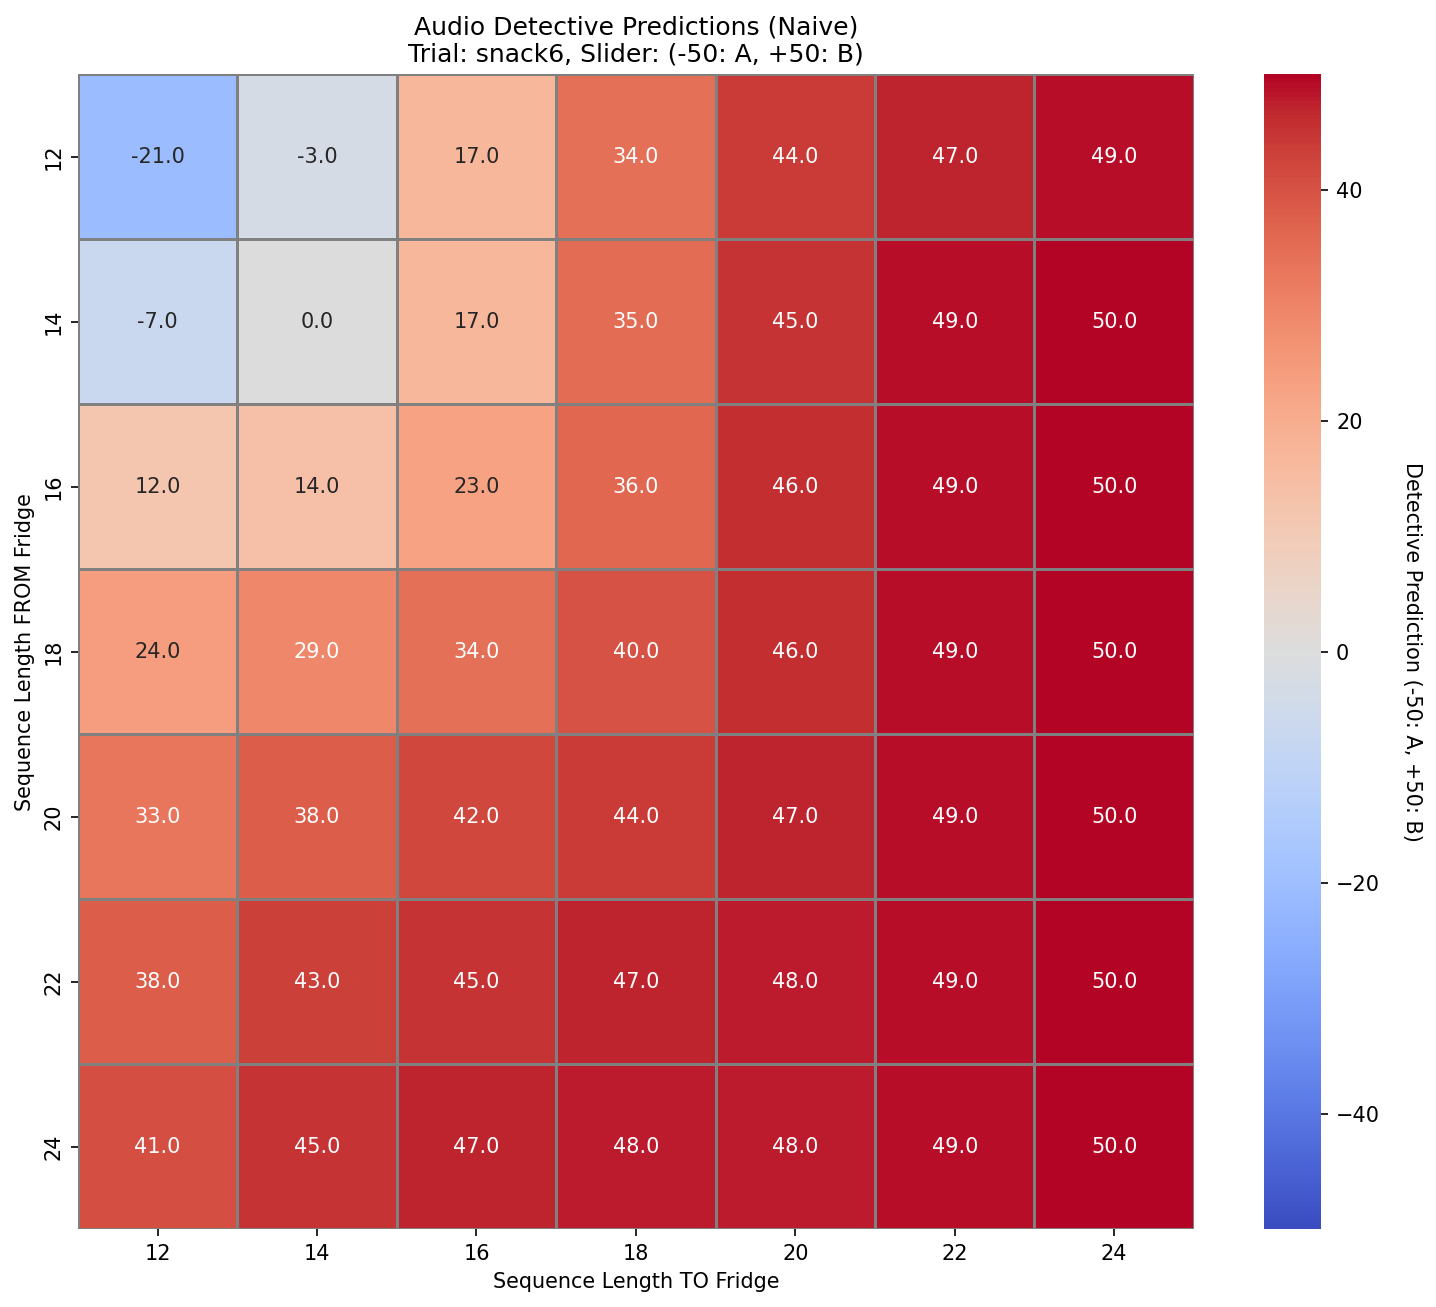 Audio Detective Predictions (Naive)
Trial: snack6, Slider: (-50: A, +50: B)
Sequence Length FROM Fridge
12 -21.0 -3.0 17.0 34.0 44.0 47.0 49.0
14 -7.0 0.0 17.0 35.0 45.0 49.0 50.0
16 12.0 14.0 23.0 36.0 46.0 49.0 50.0
18 24.0 29.0 34.0 40.0 46.0 49.0 50.0
20 33.0 38.0 42.0 44.0 47.0 49.0 50.0
22 38.0 43.0 45.0 47.0 48.0 49.0 50.0
24 41.0 45.0 47.0 48.0 48.0 49.0 50.0
12 14 16 18 20 22 24
Sequence Length TO Fridge
40
20
0
−20
−40
Detective Prediction (-50: A, +50: B)